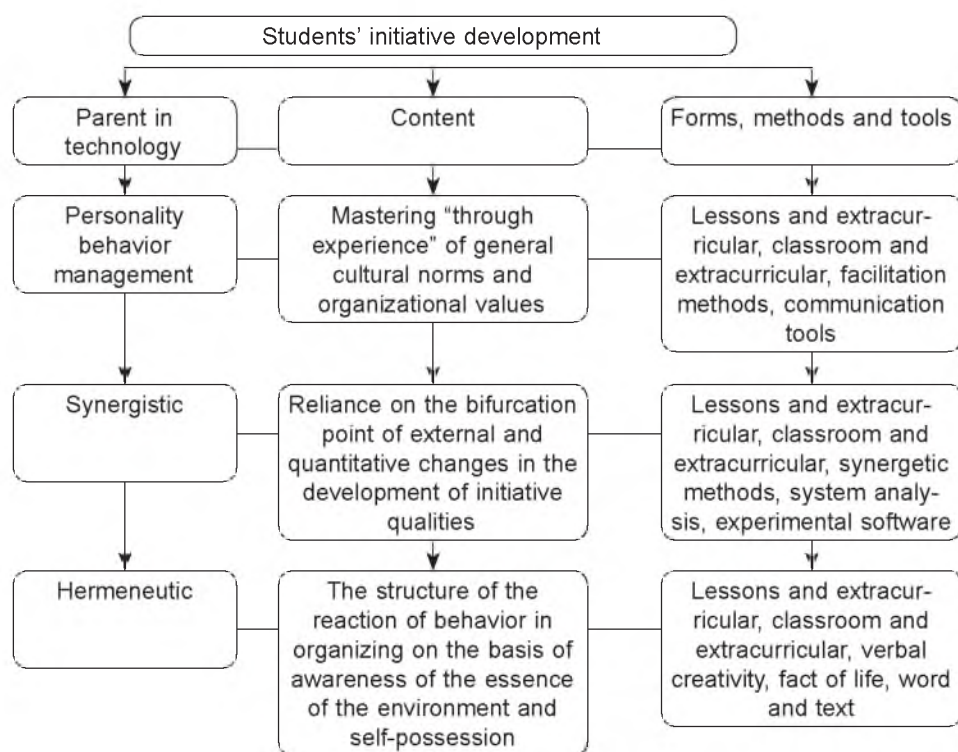 Students' initiative development
Parent in
technology
Content
Forms, methods and tools
Personality
behavior
management
Mastering "through
experience" of general
cultural norms and
organizational values
Lessons and extracur-
ricular, classroom and
extracurricular, facilitation
methods, communication
tools
Synergistic
Reliance on the bifurcation
point of external and
quantitative changes in the
development of initiative
qualities
Lessons and extracur-
ricular, classroom and
extracurricular, synergetic
methods, system analy-
sis, experimental software
Hermeneutic
The structure of the
reaction of behavior in
organizing on the basis of
awareness of the essence
of the environment and
self-possession
Lessons and extracur-
ricular, classroom and
extracurricular, verbal
creativity, fact of life, word
and text